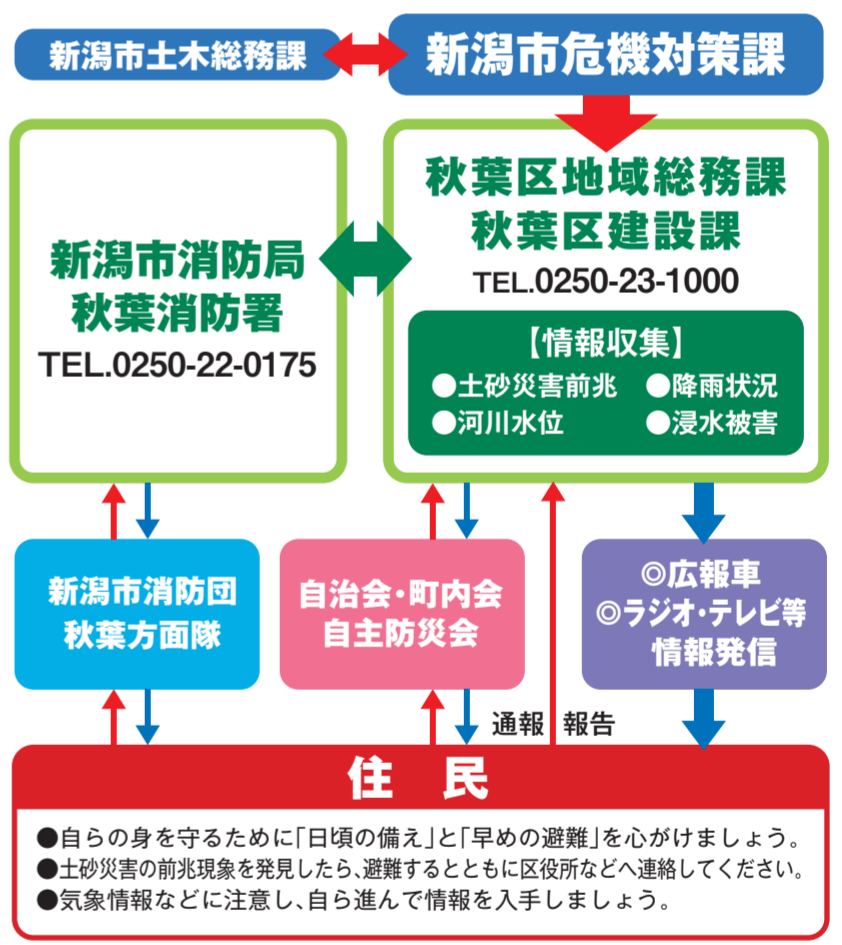 新潟市土木総務課
新潟市危機対策課
新潟市消防局
秋葉消防署
TEL.0250-22-0175
秋葉区地域総務課
秋葉区建設課
TEL.0250-23-1000
【情報収集】
●土砂災害前兆 ●降雨状況
●河川水位 ●浸水被害
新潟市消防団
秋葉方面隊
自治会・町内会
自主防災会
◎広報車
◎ラジオ・テレビ等
情報発信
通報 報告
住 民
●自らの身を守るために「日頃の備え」と「早めの避難」を心がけましょう。
●土砂災害の前兆現象を発見したら、避難するとともに区役所などへ連絡してください。
●気象情報などに注意し、自ら進んで情報を入手しましょう。